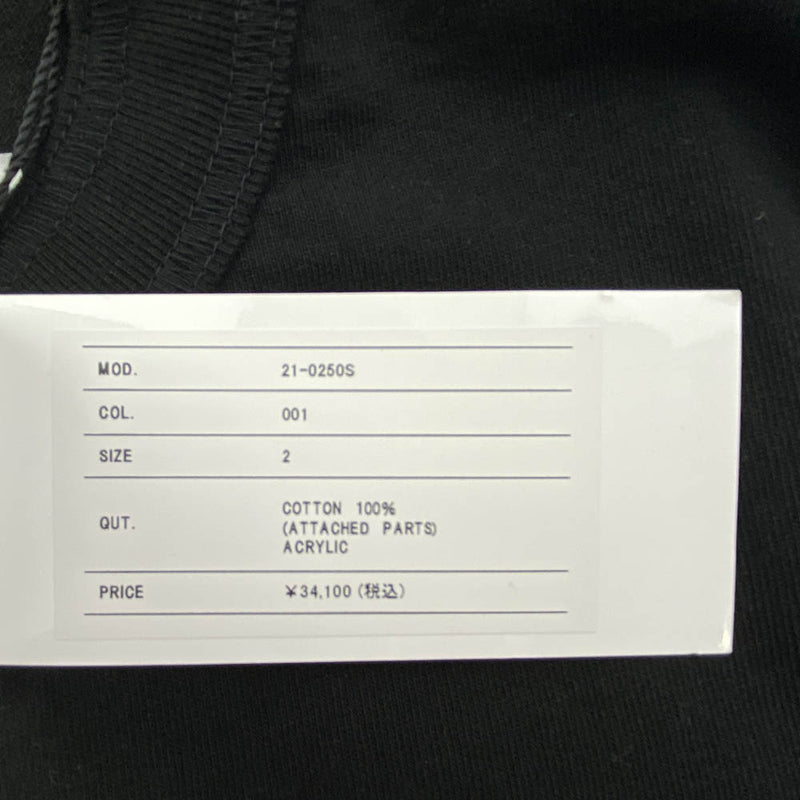 MOD. 21-0250S
COL. 001
SIZE 2
QUT. COTTON 100%
(ATTACHED PARTS)
ACRYLIC
PRICE ¥34,100(税込)